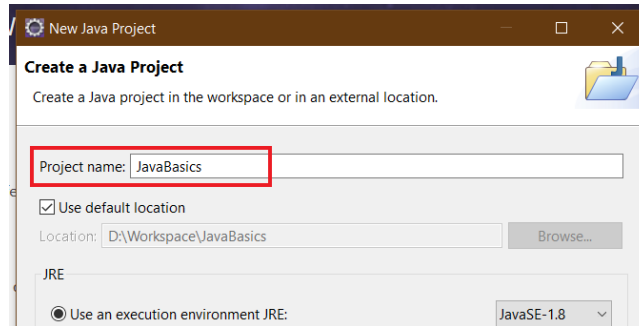 New Java Project
Create a Java Project
Create a Java project in the workspace or in an external location.
Project name: JavaBasics
Use default location
Location: D:\Workspace\JavaBasics Browse...
JRE
Use an execution environment JRE: JavaSE-1.8